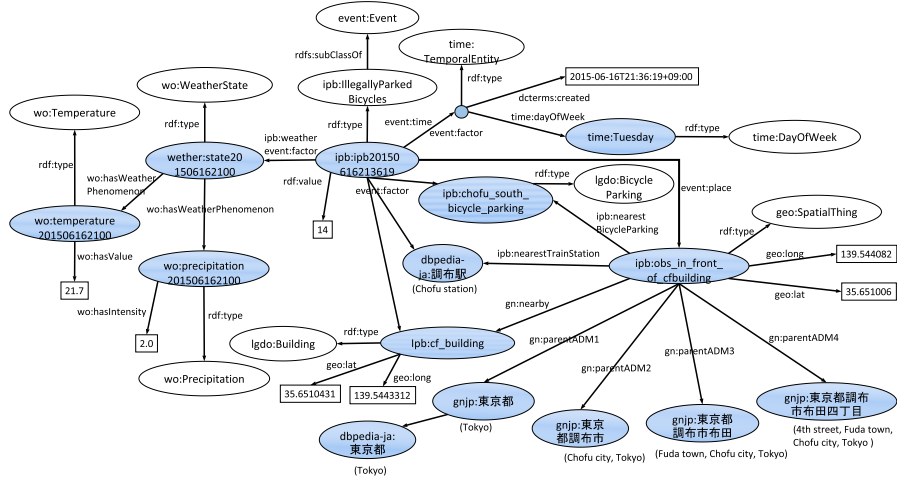 event:Event
time:
TemporalEntity
rdfs:subClassOf
rdf:type
2015-06-16T21:36:19+09:00
wo:WeatherState
ipb:IllegallyParked
Bicycles
dcterms:created
wo:Temperature
event:time
time:dayOfWeek
rdf:type
rdf:type
event:factor
time:Tuesday
rdf:type
time:DayOfWeek
ipb:weather
event:factor
rdf:type
wether:state20
1506162100
ipb:ipb20150
616213619
wo:hasWeather
Phenomenon
rdf:value
event:factor
rdf:type
lgdo:Bicycle
Parking
event:place
ipb:chofu_south_
bicycle_parking
wo:hasWeatherPhenomenon
geo:SpatialThing
wo:temperature
201506162100
14
ipb:nearest
BicycleParking
rdf:type
wo:hasValue
dbpedia-
ja:調布駅
ipb:nearestTrainStation
ipb:obs_in_front_
of_cfbuilding
geo:long
139.544082
wo:precipitation
201506162100
(Chofu station)
geo:lat
35.651006
21.7
wo:hasIntensity
rdf:type
gn:nearby
2.0
rdf:type
lgdo:Building
lpb:cf_building
gn:parentADM1
gn:parentADM4
gn:parentADM3
geo:lat
gn:parentADM2
wo:Precipitation
geo:long
35.6510431
139.5443312
gnjp:東京都
gnjp:東京都調布
市布田四丁目
(Tokyo)
gnjp:東京
都調布市
gnjp:東京都
調布市布田
(4th street, Fuda town,
Chofu city, Tokyo )
dbpedia-ja:
東京都
(Chofu city, Tokyo)
(Fuda town, Chofu city, Tokyo)
(Tokyo)